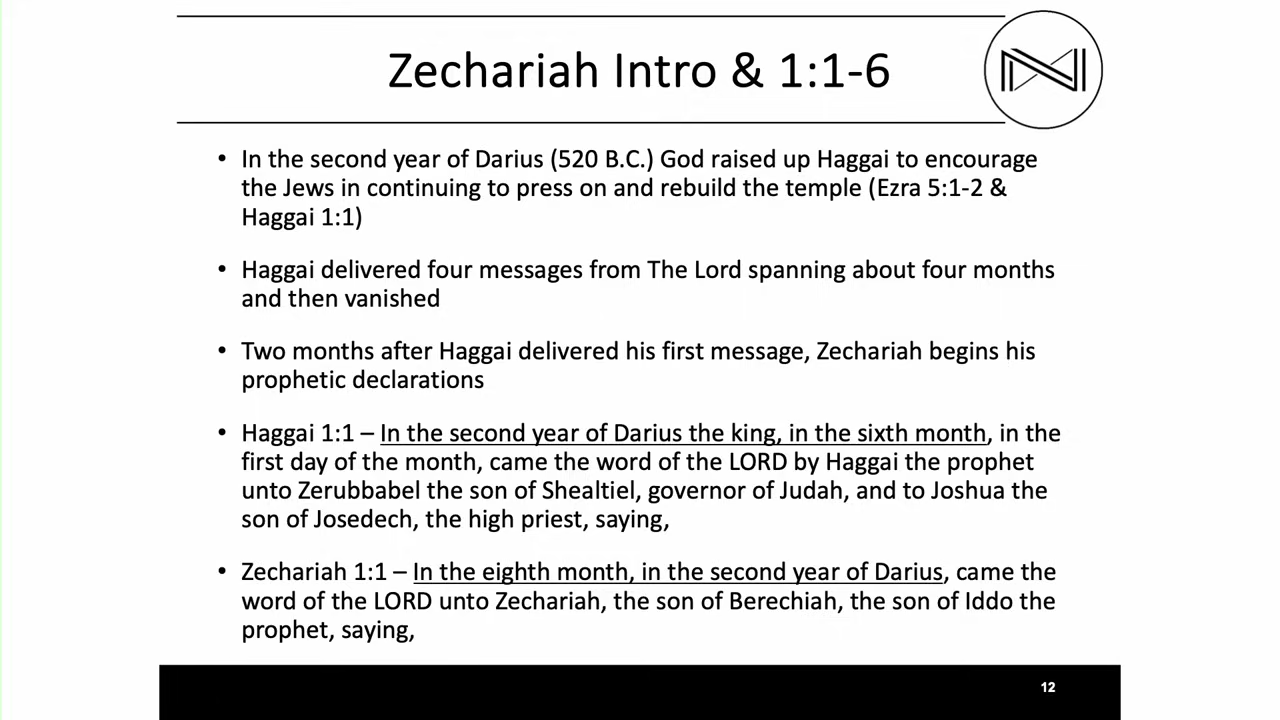 Zechariah Intro & 1:1-6
• In the second year of Darius (520 B.C.) God raised up Haggai to encourage
the Jews in continuing to press on and rebuild the temple (Ezra 5:1-2 &
Haggai 1:1)
• Haggai delivered four messages from The Lord spanning about four months
and then vanished
• Two months after Haggai delivered his first message, Zechariah begins his
prophetic declarations
• Haggai 1:1 – In the second year of Darius the king, in the sixth month, in the
first day of the month, came the word of the LORD by Haggai the prophet
unto Zerubbabel the son of Shealtiel, governor of Judah, and to Joshua the
son of Josedech, the high priest, saying,
• Zechariah 1:1 – In the eighth month, in the second year of Darius, came the
word of the LORD unto Zechariah, the son of Berechiah, the son of Iddo the
prophet, saying,
12